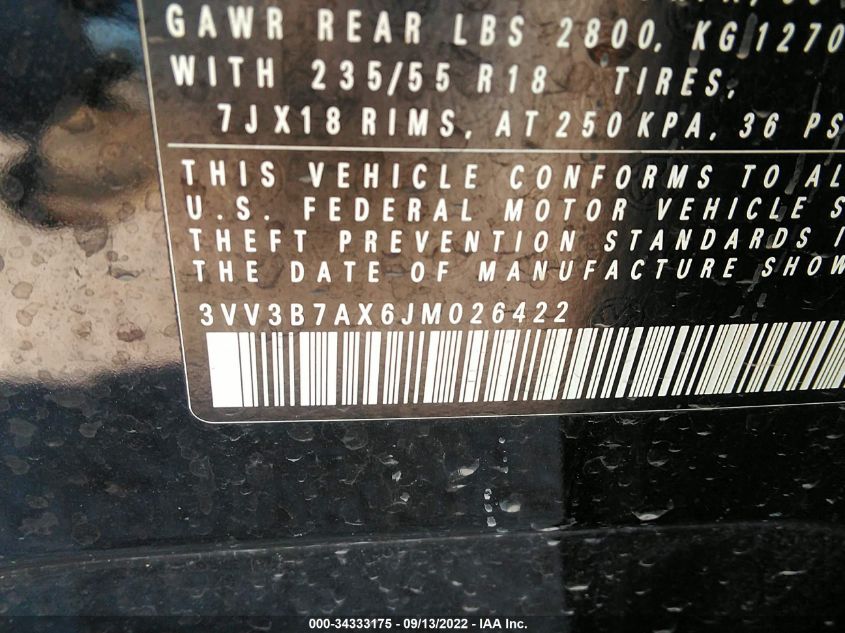 GAWR REAR LBS 2800, KG 1270
WITH 235/55 R18 TIRES,
7JX18 RIMS, AT 250KPA, 36 PS
THIS VEHICLE CONFORMS TO AL
U.S. FEDERAL MOTOR VEHICLE S
THEFT PREVENTION STANDARDS I
THE DATE OF MANUFACTURE SHOW
3VV3B7AX6JM026422
000-34333175 - 09/13/2022 - IAA Inc.